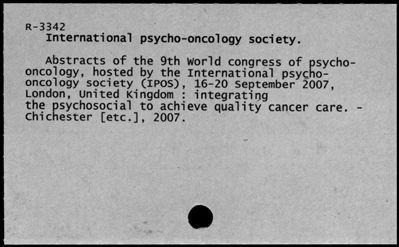 R-3342
International psycho-oncology society.
Abstracts of the 9th World congress of psycho-
oncology, hosted by the International psycho-
oncology society (IPOS), 16-20 September 2007,
London, United Kingdom : integrating
the psychosocial to achieve quality cancer care. -
Chichester [etc.], 2007.